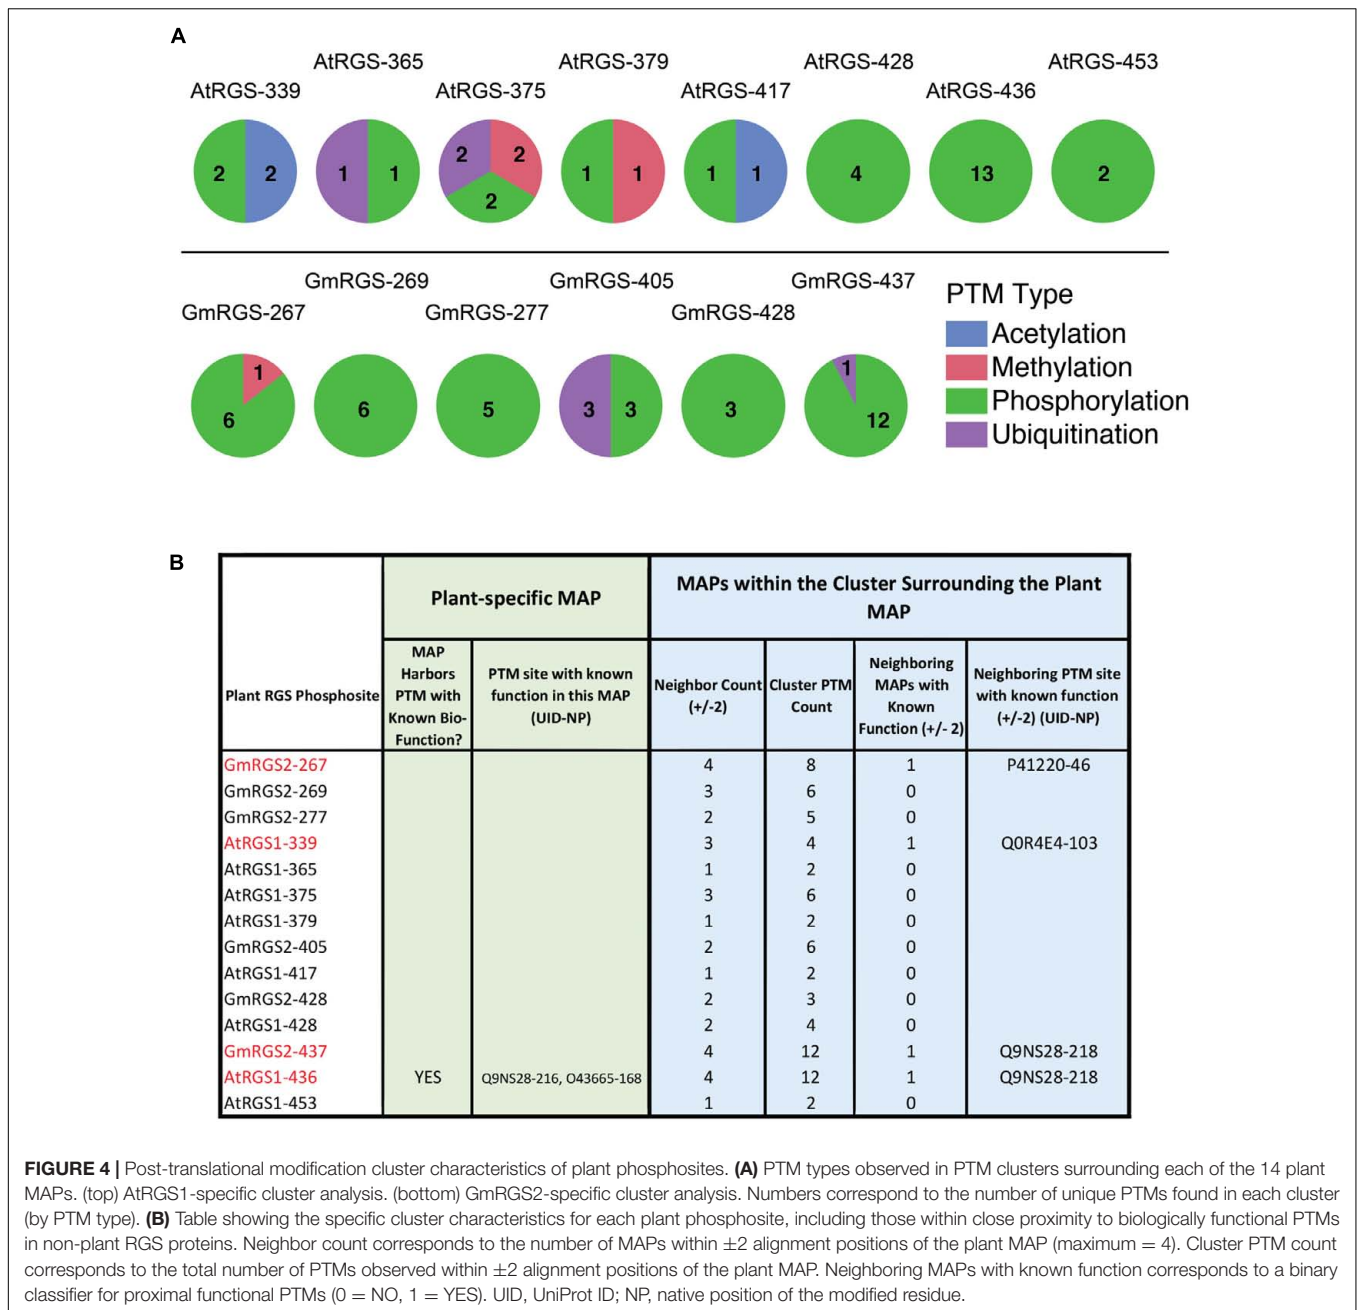 A
AtRGS-365 AtRGS-379 AtRGS-428 AtRGS-453
AtRGS-339 AtRGS-375 AtRGS-417 AtRGS-436
2 2 1 1 2 2 2 1 1 1 1 4 13 2
GmRGS-269 GmRGS-405 GmRGS-437
GmRGS-267 GmRGS-277 GmRGS-428
1 6 6 5 3 3 3 1 12
PTM Type
Acetylation
Methylation
Phosphorylation
Ubiquitination
B
Plant-specific MAP
MAPs within the Cluster Surrounding the Plant
MAP
Plant RGS Phosphosite
MAP
Harbors
PTM with
Known Bio-
Function?
PTM site with known
function in this MAP
(UID-NP)
Neighbor Count
(+/-2)
Cluster PTM
Count
Neighboring
MAPs with
Known
Function (+/- 2)
Neighboring PTM site
with known function
(+/-2) (UID-NP)
GmRGS2-267 4 8 1 P41220-46
GmRGS2-269 3 6 0
GmRGS2-277 2 5 0
AtRGS1-339 3 4 1 Q0R4E4-103
AtRGS1-365 1 2 0
AtRGS1-375 3 6 0
AtRGS1-379 1 2 0
GmRGS2-405 2 6 0
AtRGS1-417 1 2 0
GmRGS2-428 2 3 0
AtRGS1-428 2 4 0
GmRGS2-437 4 12 1 Q9NS28-218
AtRGS1-436 YES Q9NS28-216, O43665-168 4 12 1 Q9NS28-218
AtRGS1-453 1 2 0
FIGURE 4 | Post-translational modification cluster characteristics of plant phosphosites. (A) PTM types observed in PTM clusters surrounding each of the 14 plant
MAPs. (top) AtRGS1-specific cluster analysis. (bottom) GmRGS2-specific cluster analysis. Numbers correspond to the number of unique PTMs found in each cluster
(by PTM type). (B) Table showing the specific cluster characteristics for each plant phosphosite, including those within close proximity to biologically functional PTMs
in non-plant RGS proteins. Neighbor count corresponds to the number of MAPs within ±2 alignment positions of the plant MAP (maximum = 4). Cluster PTM count
corresponds to the total number of PTMs observed within ±2 alignment positions of the plant MAP. Neighboring MAPs with known function corresponds to a binary
classifier for proximal functional PTMs (0 = NO, 1 = YES). UID, UniProt ID; NP, native position of the modified residue.